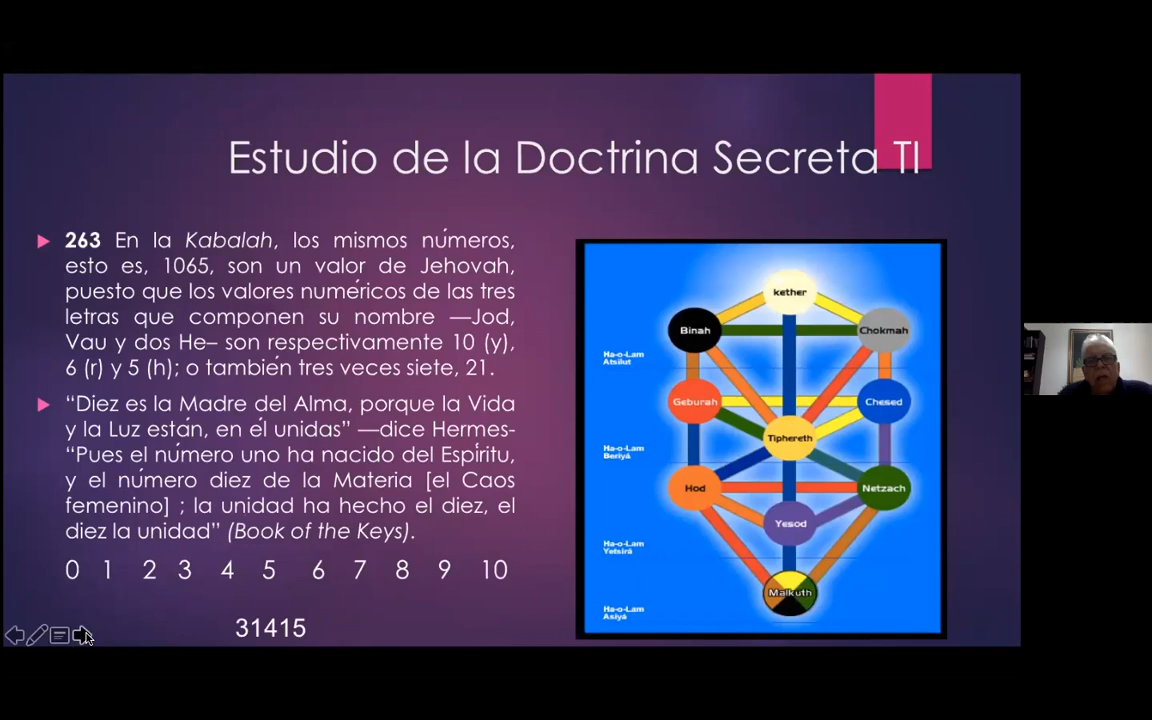 Estudio de la Doctrina Secreta TI
263 En la Kabalah, los mismos números,
esto es, 1065, son un valor de Jehovah,
puesto que los valores numéricos de las tres
letras que componen su nombre —Jod,
Vau y dos He– son respectivamente 10 (y),
6 (r) y 5 (h); o también tres veces siete, 21.
“Diez es la Madre del Alma, porque la Vida
y la Luz están, en él unidas” —dice Hermes-
“Pues el número uno ha nacido del Espíritu,
y el número diez de la Materia [el Caos
femenino] ; la unidad ha hecho el diez, el
diez la unidad” (Book of the Keys).
0 1 2 3 4 5 6 7 8 9 10
31415
kether
Binah
Chokmah
Ha-o-Lam
Atsilut
Geburah
Chesed
Tiphereth
Ha-o-Lam
Beriyá
Hod
Netzach
Yesod
Ha-o-Lam
Yetsirá
Malkuth
Ha-o-Lam
Asiyá